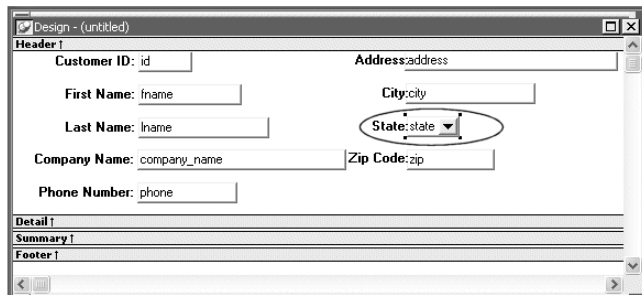 Design - (untitled)
Header ↑
Customer ID: id Address:address
First Name: fname City:city
Last Name: lname State:state
Company Name: company_name Zip Code:zip
Phone Number: phone
Detail ↑
Summary ↑
Footer ↑